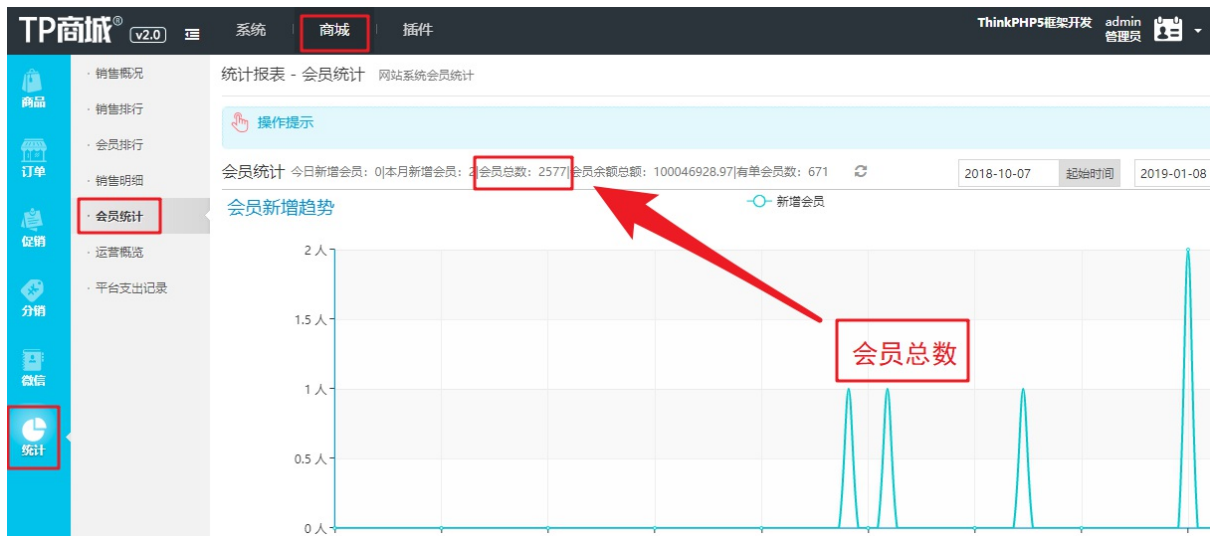 TP商城® v2.0 系统 商城 插件 ThinkPHP5框架开发 admin 管理员
商品
订单
促销
分销
微信
统计
· 销售概况
· 销售排行
· 会员排行
· 销售明细
· 会员统计
· 运营概览
· 平台支出记录
统计报表 - 会员统计 网站系统会员统计
操作提示
会员统计 今日新增会员：0|本月新增会员：2|会员总数：2577|会员余额总额：100046928.97|有单会员数：671 2018-10-07 起始时间 2019-01-08
会员新增趋势 新增会员
2 人
1.5 人
1 人
0.5 人
0 人
会员总数